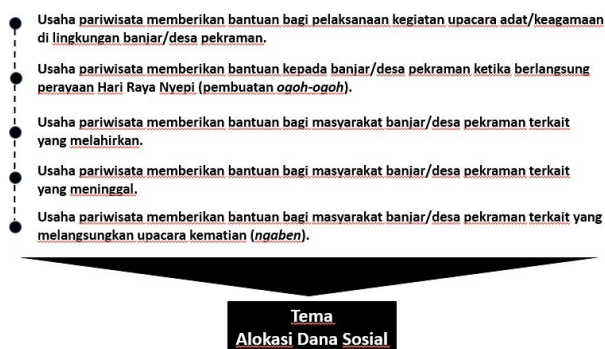 Usaha pariwisata memberikan bantuan bagi pelaksanaan kegiatan upacara adat/keagamaan
di lingkungan banjar/desa pekraman.
Usaha pariwisata memberikan bantuan kepada banjar/desa pekraman ketika berlangsung
perayaan Hari Raya Nyepi (pembuatan ogoh-ogoh).
Usaha pariwisata memberikan bantuan bagi masyarakat banjar/desa pekraman terkait
yang melahirkan.
Usaha pariwisata memberikan bantuan bagi masyarakat banjar/desa pekraman terkait
yang meninggal.
Usaha pariwisata memberikan bantuan bagi masyarakat banjar/desa pekraman terkait yang
melangsungkan upacara kematian (ngaben).
Tema
Alokasi Dana Sosial